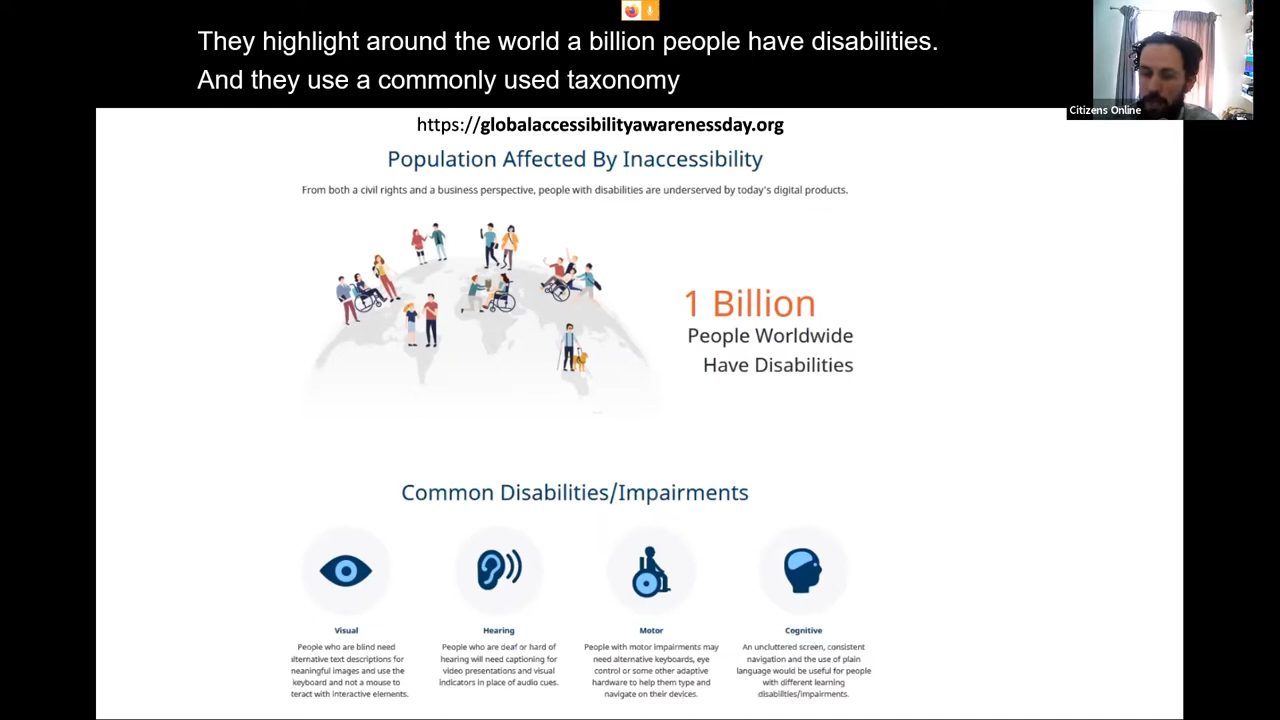 They highlight around the world a billion people have disabilities.
And they use a commonly used taxonomy
Citizens Online
https://globalaccessibilityawarenessday.org
Population Affected By Inaccessibility
From both a civil rights and a business perspective, people with disabilities are underserved by today's digital products.
1 Billion
People Worldwide
Have Disabilities
Common Disabilities/Impairments
Visual
People who are blind need
lternative text descriptions for
meaningful images and use the
keyboard and not a mouse to
teract with interactive elements.
Hearing
People who are deaf or hard of
hearing will need captioning for
video presentations and visual
indicators in place of audio cues.
Motor
People with motor impairments may
need alternative keyboards, eye
control or some other adaptive
hardware to help them type and
navigate on their devices.
Cognitive
An uncluttered screen, consistent
navigation and the use of plain
language would be useful for people
with different learning
disabilities/impairments.